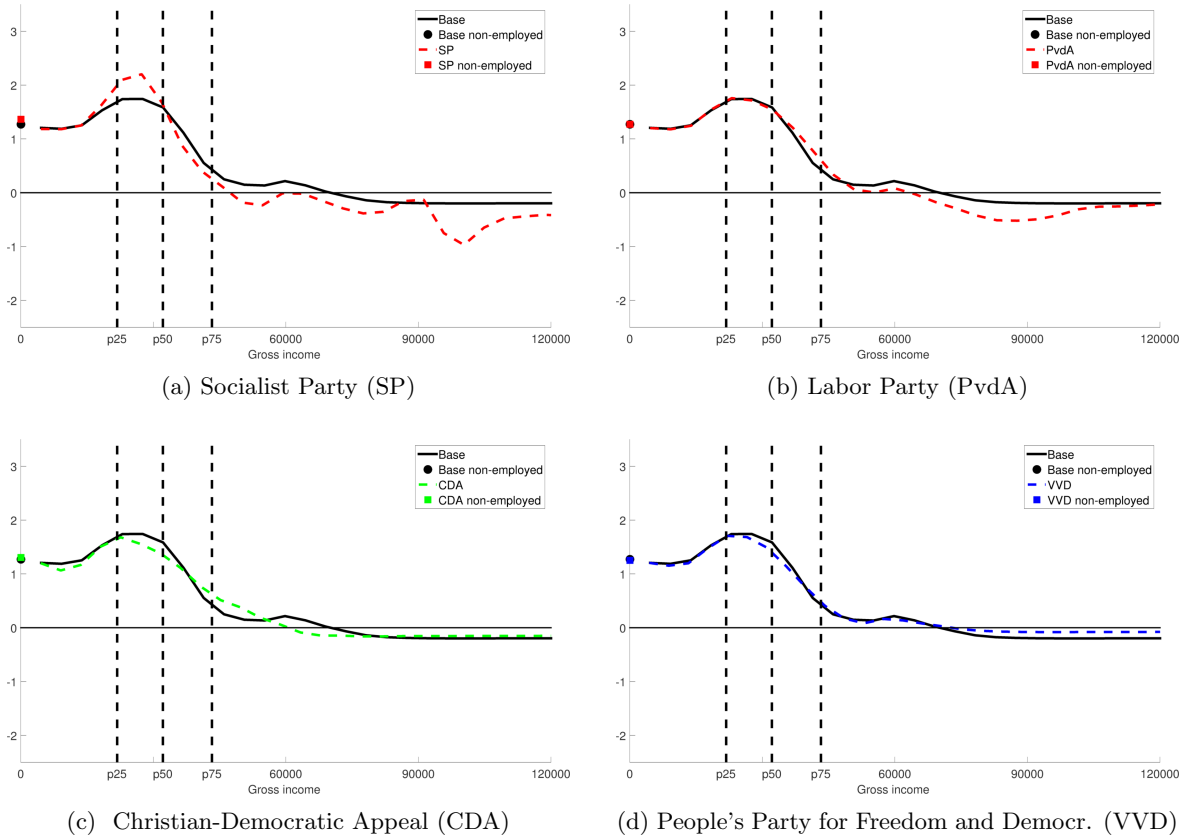 Base
Base non-employed
SP
SP non-employed
3
2
1
0
-1
-2
0
p25
p50
p75
60000
90000
120000
Gross income
(a) Socialist Party (SP)
Base
Base non-employed
PvdA
PvdA non-employed
3
2
1
0
-1
-2
0
p25
p50
p75
60000
90000
120000
Gross income
(b) Labor Party (PvdA)
Base
Base non-employed
CDA
CDA non-employed
3
2
1
0
-1
-2
0
p25
p50
p75
60000
90000
120000
Gross income
(c) Christian-Democratic Appeal (CDA)
Base
Base non-employed
VVD
VVD non-employed
3
2
1
0
-1
-2
0
p25
p50
p75
60000
90000
120000
Gross income
(d) People's Party for Freedom and Democr. (VVD)